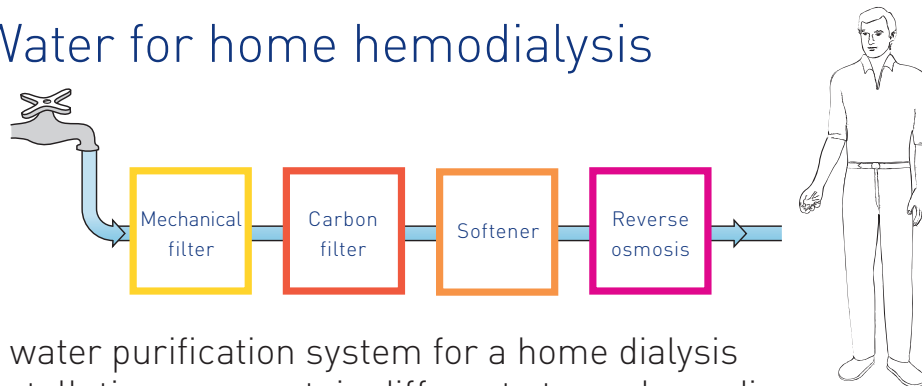 Water for home hemodialysis
Mechanical
filter
Carbon
filter
Softener
Reverse
osmosis
water purification system for a home dialysis